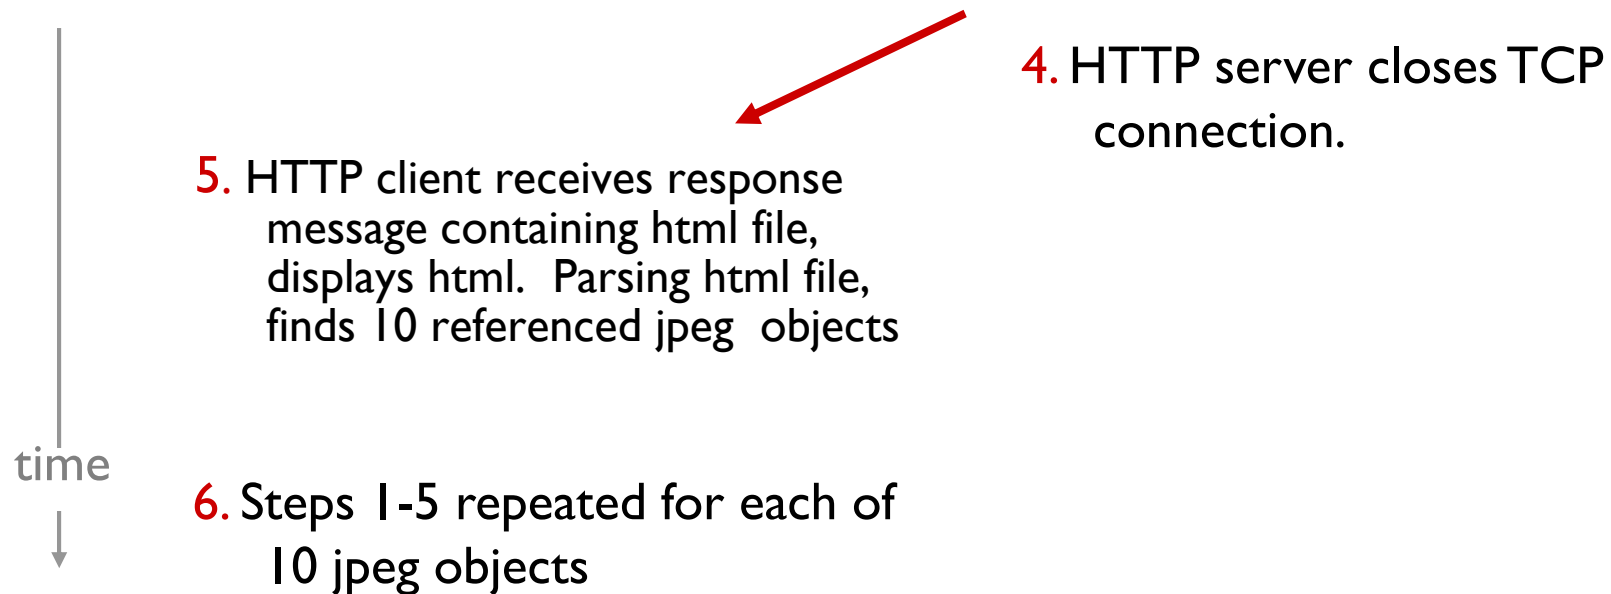 4. HTTP server closes TCP
connection.
5. HTTP client receives response
message containing html file,
displays html.  Parsing html file,
finds 10 referenced jpeg  objects
time
6. Steps 1-5 repeated for each of
10 jpeg objects